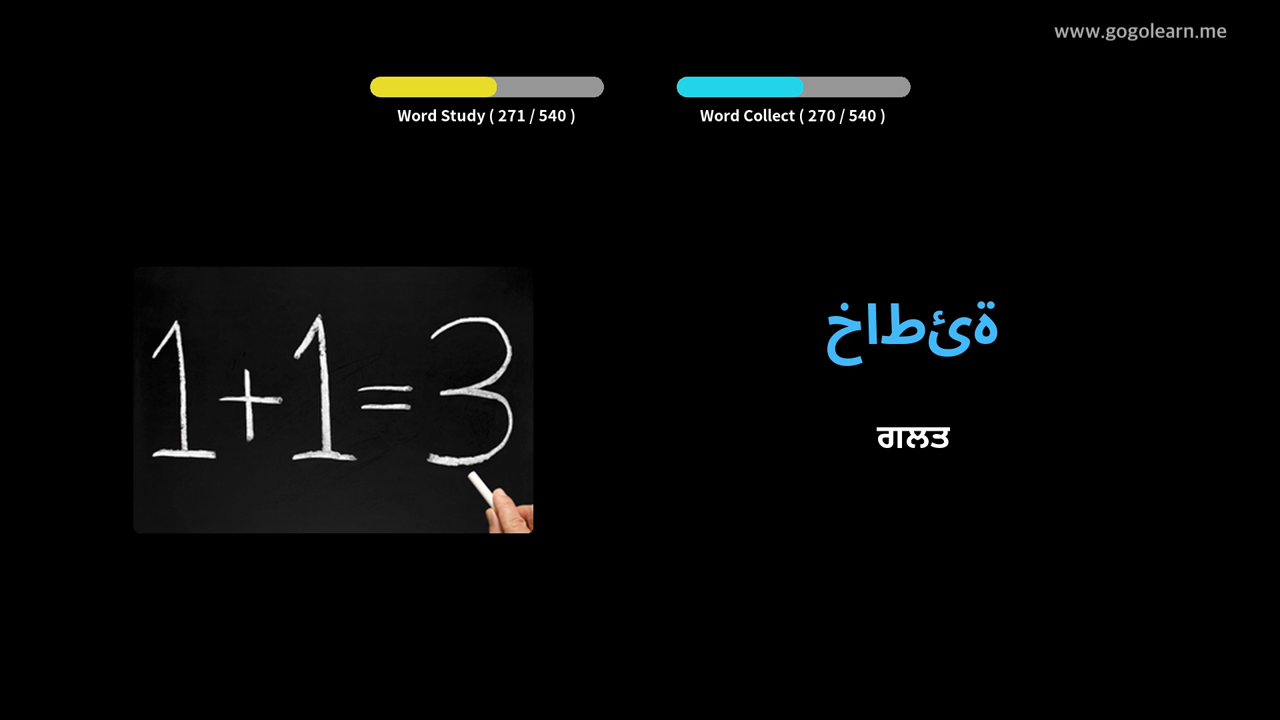 www.gogolearn.me
Word Study ( 271 / 540 )
Word Collect ( 270 / 540 )
1+1=3
خاطئة
ਗਲਤ